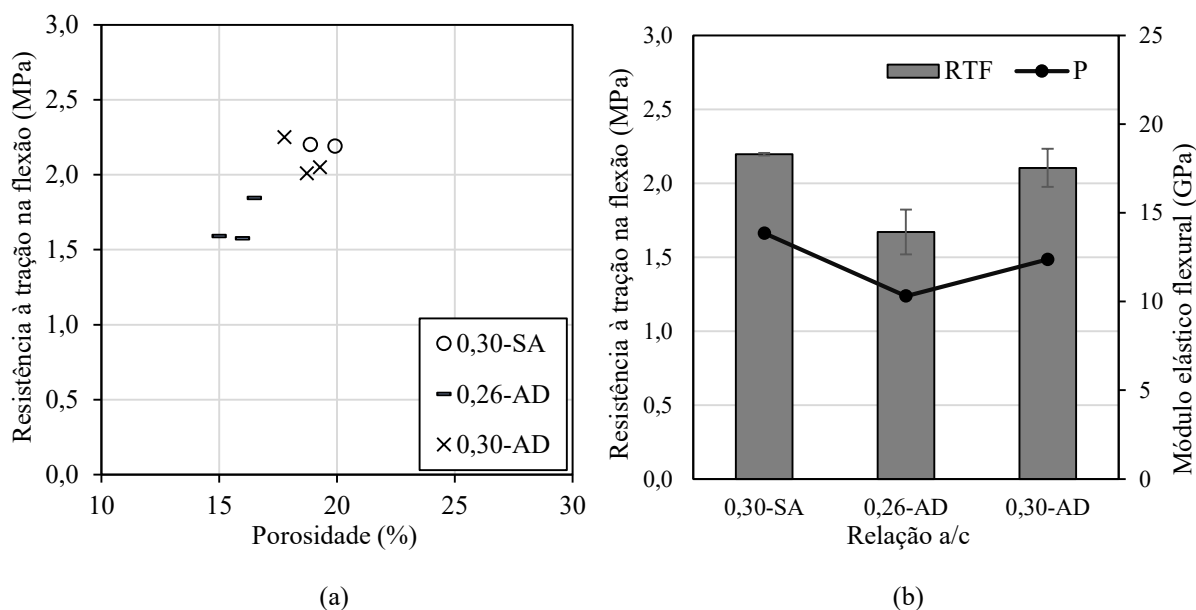 Resistência à tração na flexão (MPa)
3,0
2,5
2,0
1,5
1,0
0,5
0,0
10
15
20
25
30
Porosidade (%)
0,30-SA
0,26-AD
0,30-AD
(a)
Resistência à tração na flexão (MPa)
3,0
2,5
2,0
1,5
1,0
0,5
0,0
RTF
P
25
20
15
10
5
0
Módulo elástico flexural (GPa)
0,30-SA
0,26-AD
0,30-AD
Relação a/c
(b)